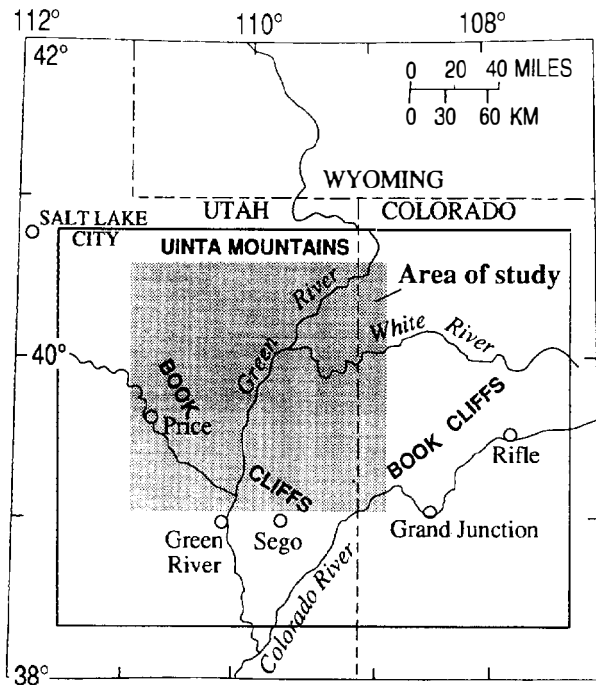 112° 110° 108°
42°
0 20 40 MILES
0 30 60 KM
WYOMING
UTAH COLORADO
SALT LAKE
CITY
UINTA MOUNTAINS
Area of study
Green River
White River
40°
BOOK
CLIFFS
Price
BOOK CLIFFS
Rifle
Green
River
Sego
Grand Junction
Colorado River
38°